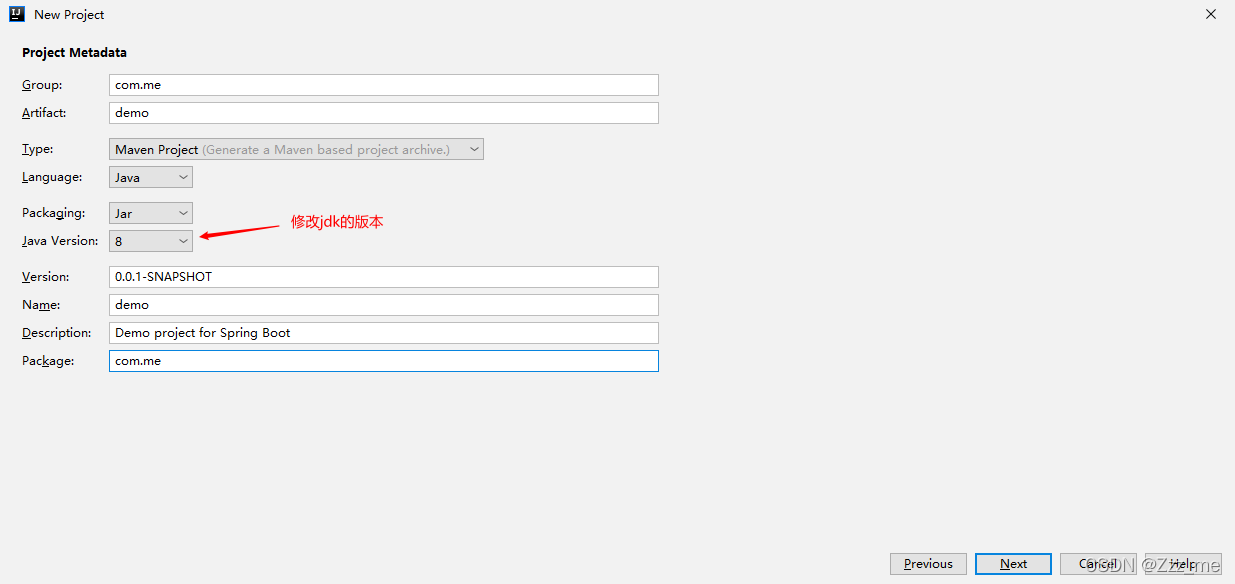 IJ New Project
Project Metadata
Group: com.me
Artifact: demo
Type: Maven Project (Generate a Maven based project archive.)
Language: Java
Packaging: Jar
修改jdk的版本
Java Version: 8
Version: 0.0.1-SNAPSHOT
Name: demo
Description: Demo project for Spring Boot
Package: com.me
Previous Next Cancel Help
CSDN @Zzz_me